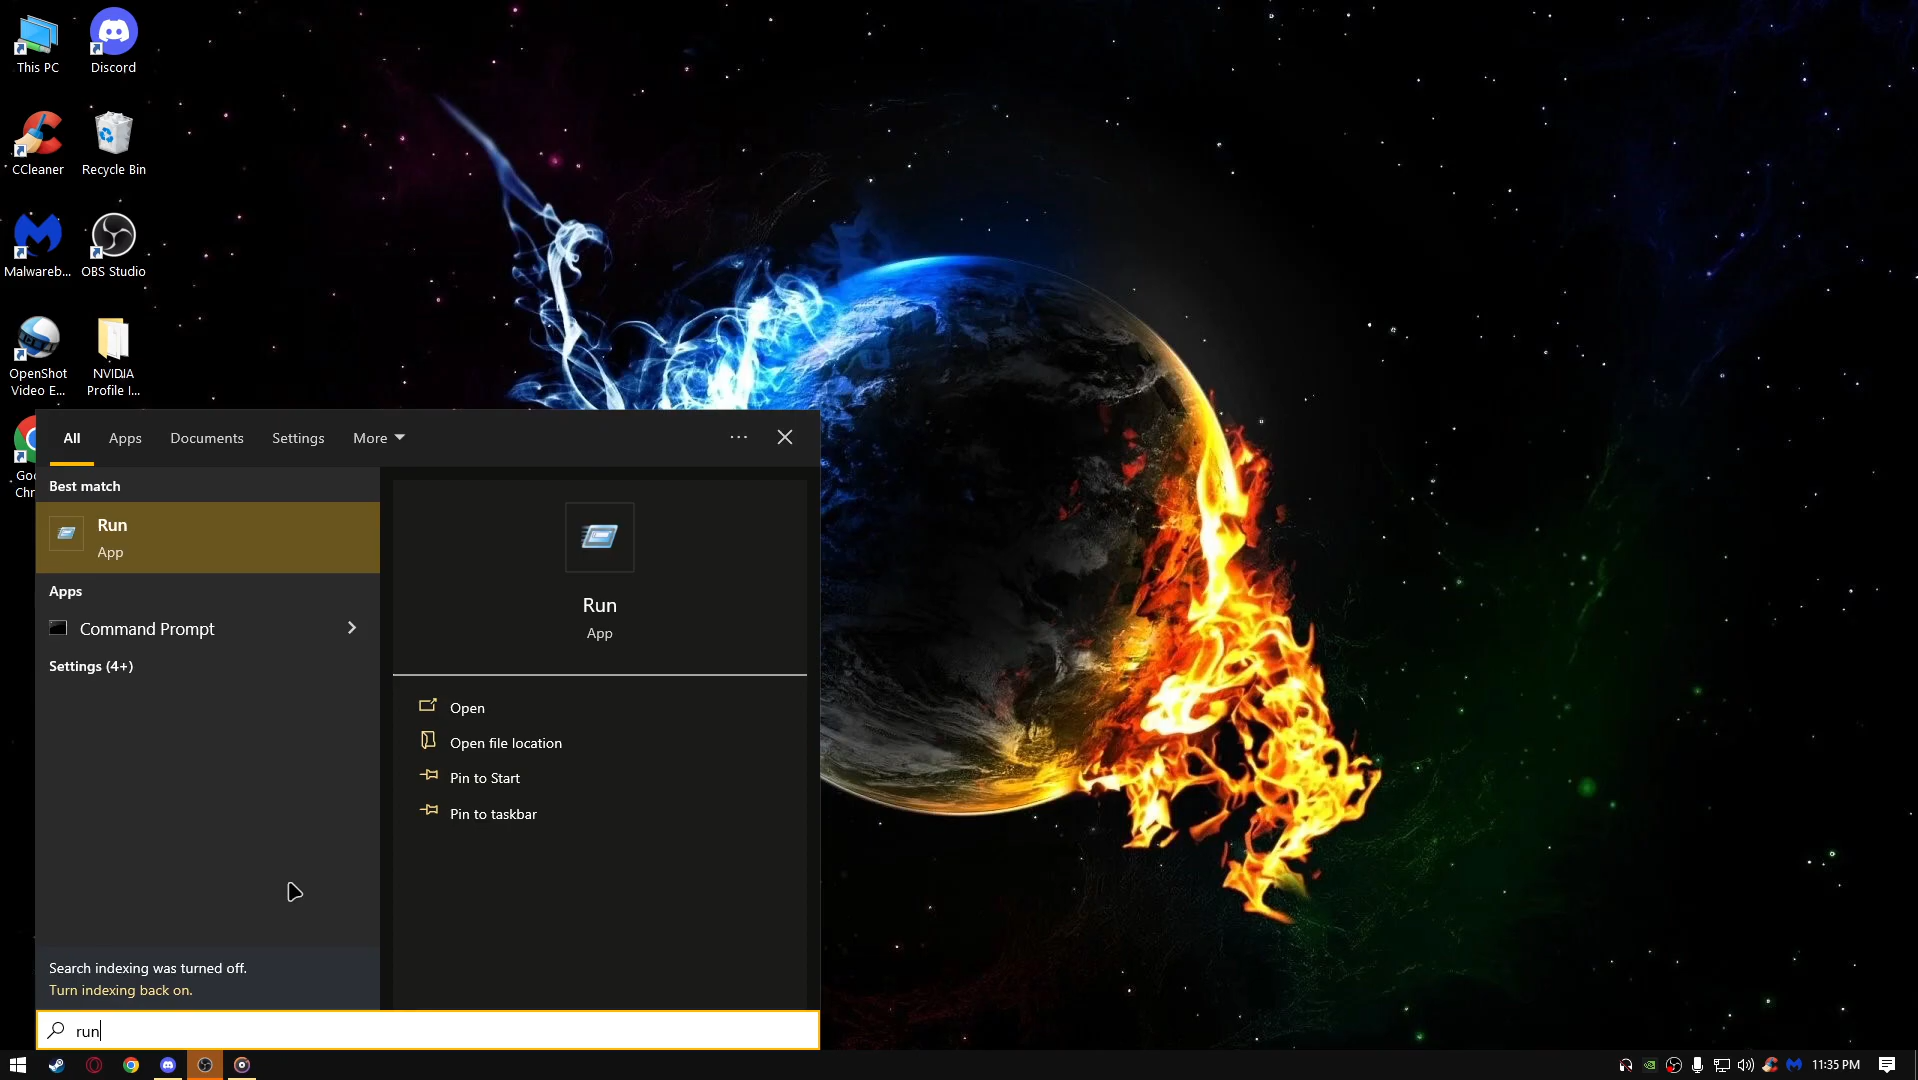 This PC
Discord
CCleaner
Recycle Bin
Malwareb...
OBS Studio
OpenShot
Video E...
NVIDIA
Profile I...
Goo
Chr
All
Apps
Documents
Settings
More
Best match
Run
App
Apps
Command Prompt
Settings (4+)
Run
App
Open
Open file location
Pin to Start
Pin to taskbar
Search indexing was turned off.
Turn indexing back on.
run
11:35 PM